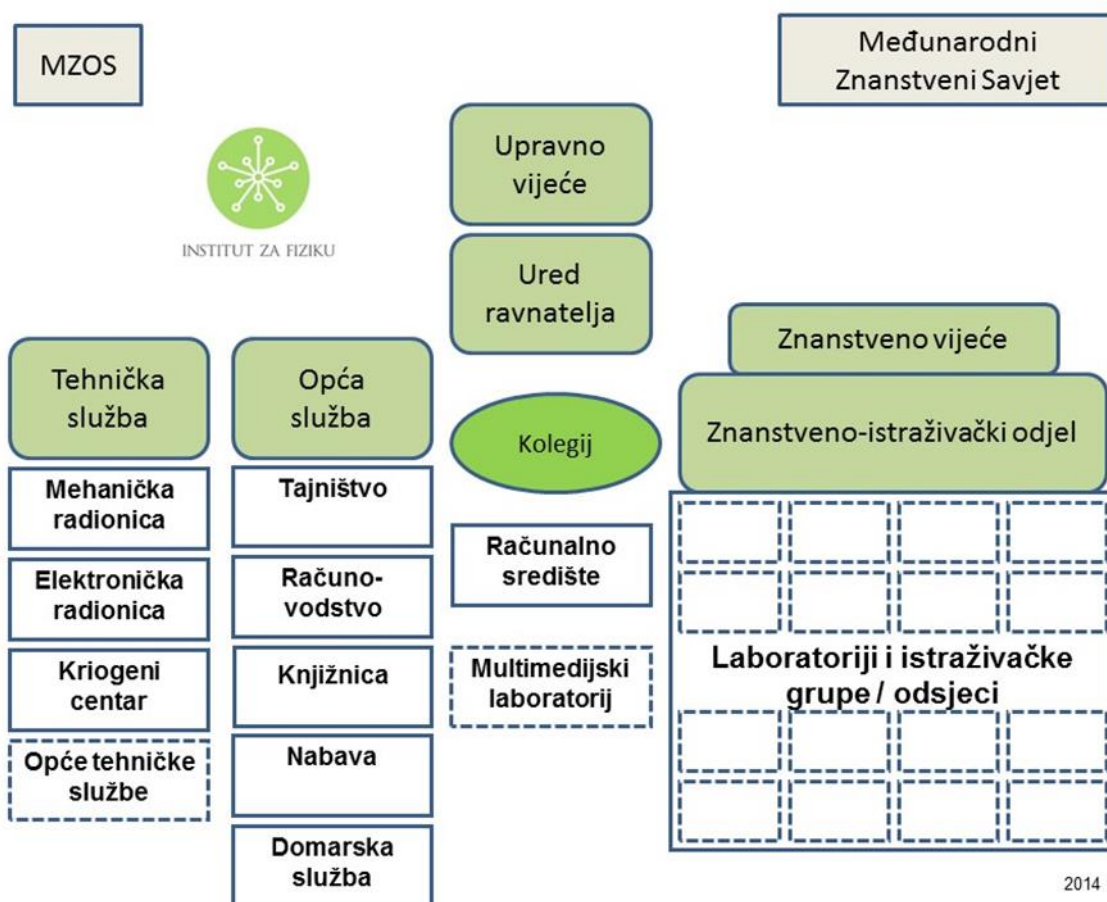 MZOS
Međunarodni
Znanstveni Savjet
INSTITUT ZA FIZIKU
Upravno
vijeće
Ured
ravnatelja
Tehnička
služba
Mehanička
radionica
Elektronička
radionica
Kriogeni
centar
Opće tehničke
službe
Opća
služba
Tajništvo
Računo-
vodstvo
Knjižnica
Nabava
Domarska
služba
Kolegij
Računalno
središte
Multimedijski
laboratorij
Znanstveno vijeće
Znanstveno-istraživački odjel
Laboratoriji i istraživačke
grupe / odsjeci
2014